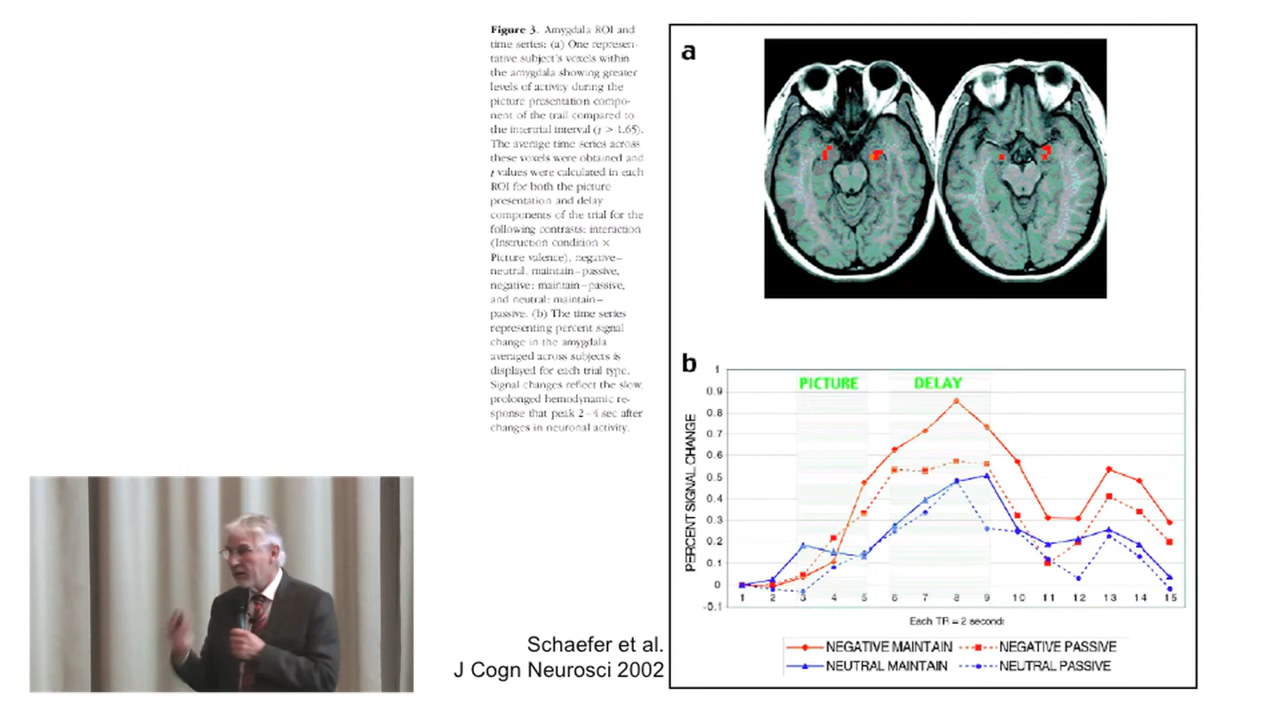 Figure 3. Amygdala ROI and
time series: (a) One represen-
tative subject's voxels within
the amygdala showing greater
levels of activity during the
picture presentation compo-
nent of the trail compared to
the intertrial interval (t > 1.65).
The average time series across
these voxels were obtained and
t values were calculated in each
ROI for both the picture
presentation and delay
components of the trial for the
following contrasts: interaction
(Instruction condition ×
Picture valence), negative–
neutral, maintain–passive,
negative: maintain–passive,
and neutral: maintain–
passive. (b) The time series
representing percent signal
change in the amygdala
averaged across subjects is
displayed for each trial type.
Signal changes reflect the slow
prolonged hemodynamic re-
sponse that peak 2–4 sec after
changes in neuronal activity.
Schaefer et al.
J Cogn Neurosci 2002
a
b
PICTURE DELAY
PERCENT SIGNAL CHANGE
1
0.9
0.8
0.7
0.6
0.5
0.4
0.3
0.2
0.1
0
-0.1
1 2 3 4 5 6 7 8 9 10 11 12 13 14 15
Each TR = 2 seconds
NEGATIVE MAINTAIN NEGATIVE PASSIVE
NEUTRAL MAINTAIN NEUTRAL PASSIVE